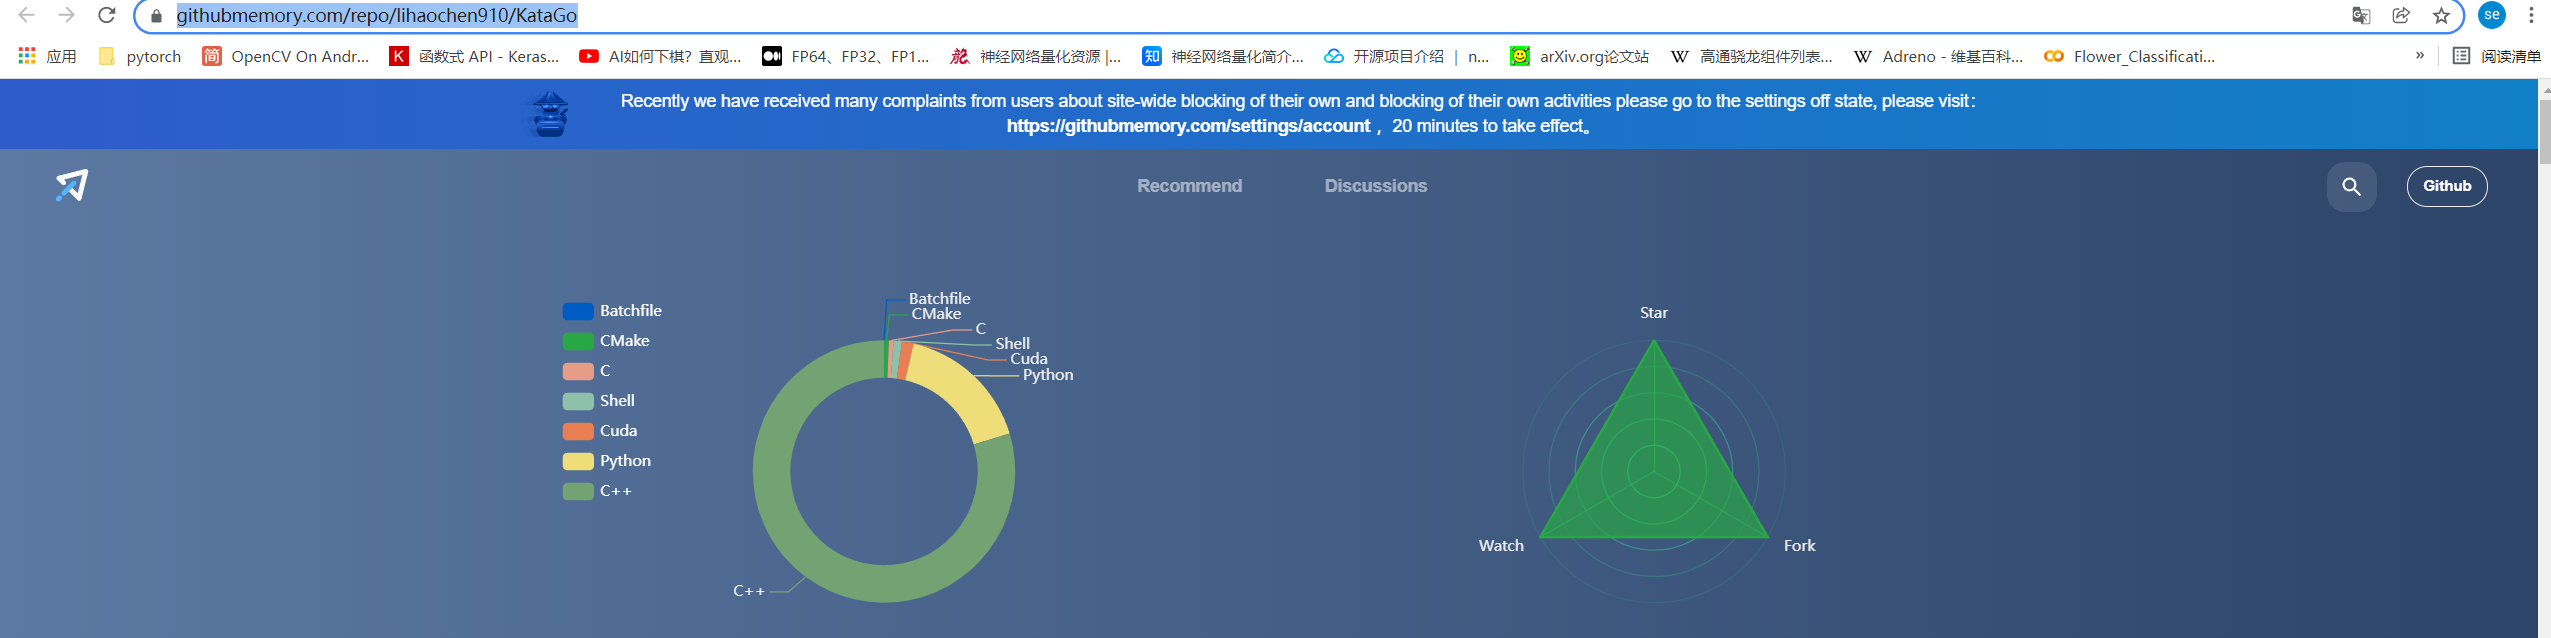 githubmemory.com/repo/lihaochen910/KataGo
se
应用
pytorch
简
OpenCV On Andr...
K
函数式 API - Keras...
AI如何下棋？直观...
FP64、FP32、FP1...
神经网络量化资源 |...
知
神经网络量化简介...
开源项目介绍 | n...
arXiv.org论文站
W
高通骁龙组件列表...
W
Adreno - 维基百科...
Flower_Classificati...
»
阅读清单
Recently we have received many complaints from users about site-wide blocking of their own and blocking of their own activities please go to the settings off state, please visit：
https://githubmemory.com/settings/account ，20 minutes to take effect。
Recommend
Discussions
Github
Batchfile
CMake
C
Shell
Cuda
Python
C++
Batchfile
CMake
C
Shell
Cuda
Python
C++
Star
Watch
Fork